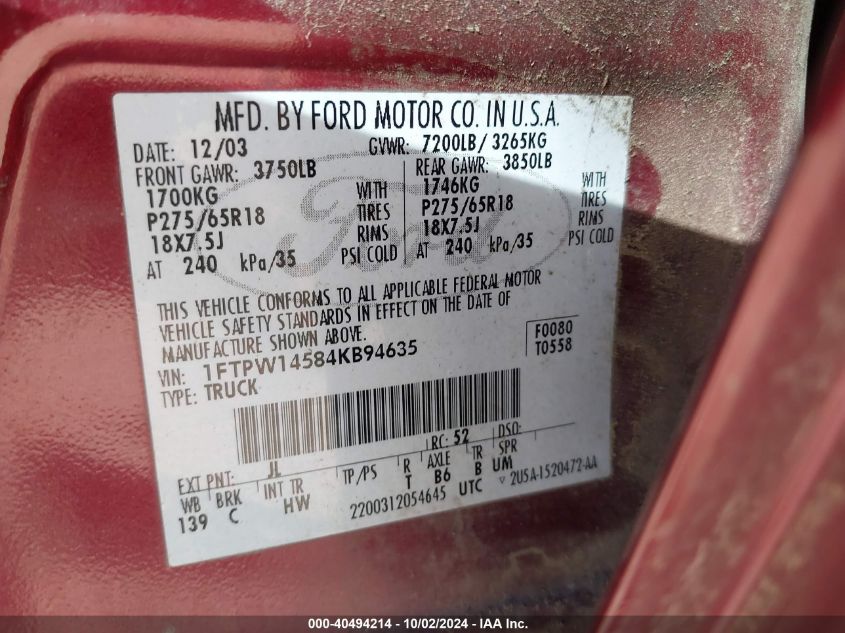 MFD. BY FORD MOTOR CO. IN U.S.A.
DATE: 12/03 GVWR: 7200LB/ 3265KG
FRONT GAWR: 3750LB REAR GAWR: 3850LB
1700KG WITH 1746KG WITH
P275/65R18 TIRES P275/65R18 TIRES
18X7.5J RIMS 18X7.5J RIMS
AT 240 kPa/35 PSI COLD AT 240 kPa/35 PSI COLD
Ford
THIS VEHICLE CONFORMS TO ALL APPLICABLE FEDERAL MOTOR
VEHICLE SAFETY STANDARDS IN EFFECT ON THE DATE OF
MANUFACTURE SHOWN ABOVE.
VIN: 1FTPW14584KB94635
TYPE: TRUCK
F0080
T0558
RC: 52 DSO:
EXT PNT: JL
WB BRK INT TR TP/PS R AXLE TR SPR
139 C HW T B6 B UM
2200312054645 UTC ▽ 2U5A-1520472-AA
000-40494214 - 10/02/2024 - IAA Inc.